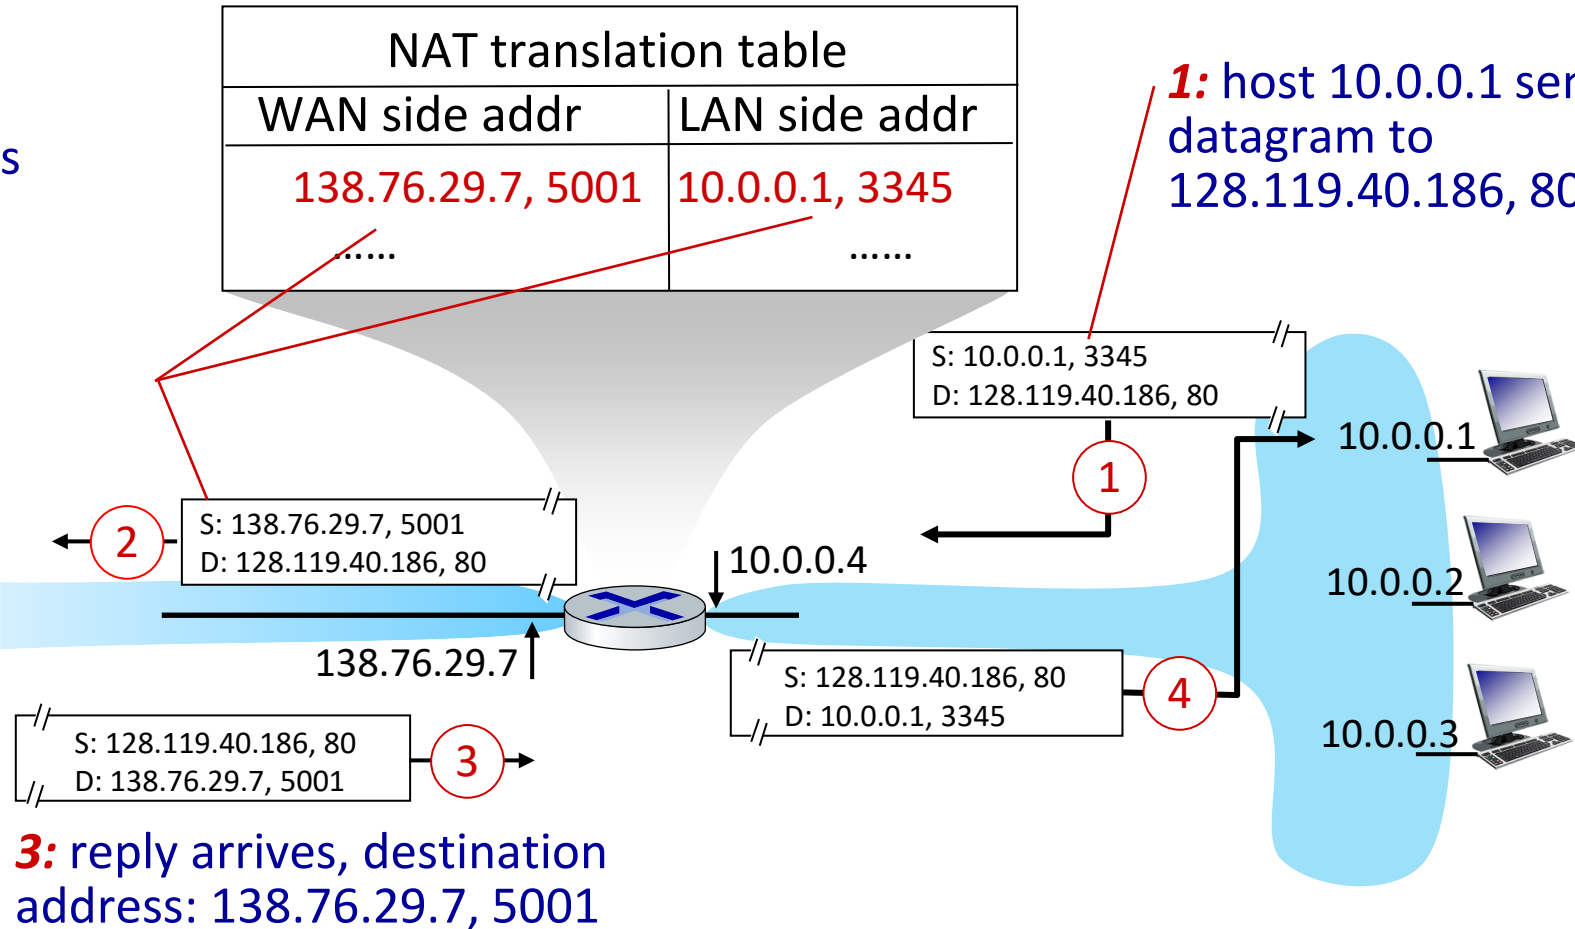 NAT translation table
WAN side addr LAN side addr
138.76.29.7, 5001 10.0.0.1, 3345
...... ......
s
1: host 10.0.0.1
datagram to
128.119.40.186, 80
S: 10.0.0.1, 3345
D: 128.119.40.186, 80
1
10.0.0.1
S: 138.76.29.7, 5001
D: 128.119.40.186, 80
2
10.0.0.4
10.0.0.2
138.76.29.7
S: 128.119.40.186, 80
D: 10.0.0.1, 3345
4
10.0.0.3
S: 128.119.40.186, 80
D: 138.76.29.7, 5001
3
3: reply arrives, destination
address: 138.76.29.7, 5001